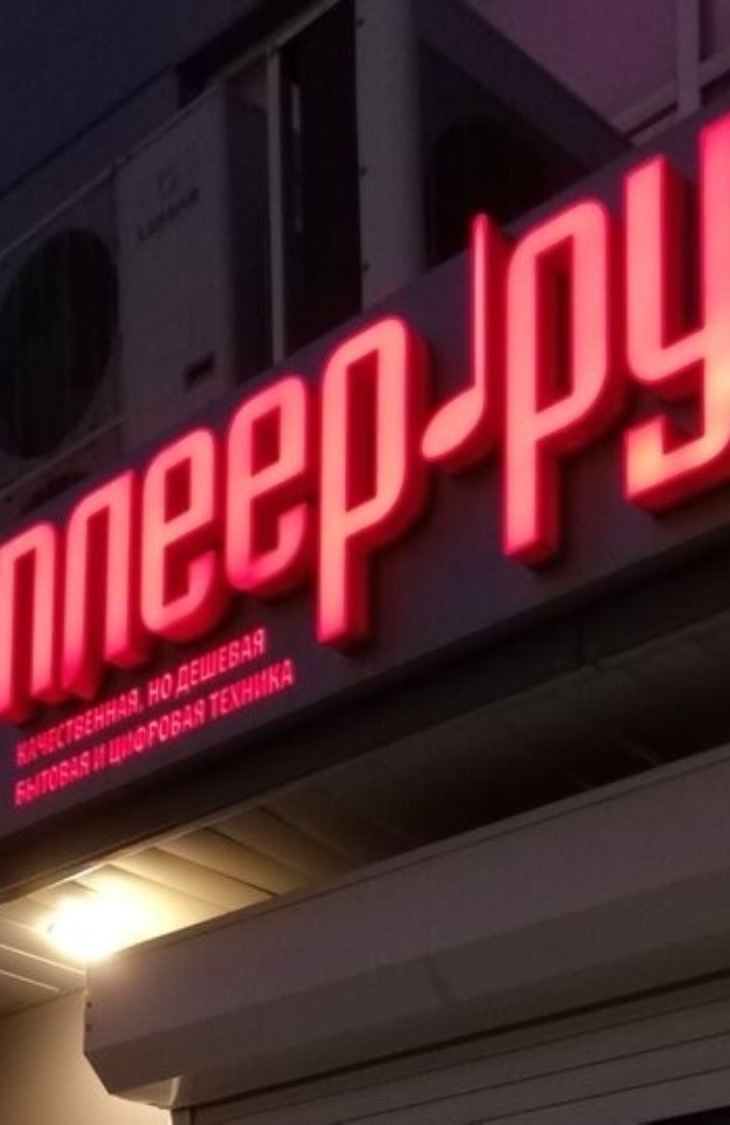 плеер♪ру
КАЧЕСТВЕННАЯ, НО ДЕШЕВАЯ
БЫТОВАЯ И ЦИФРОВАЯ ТЕХНИКА